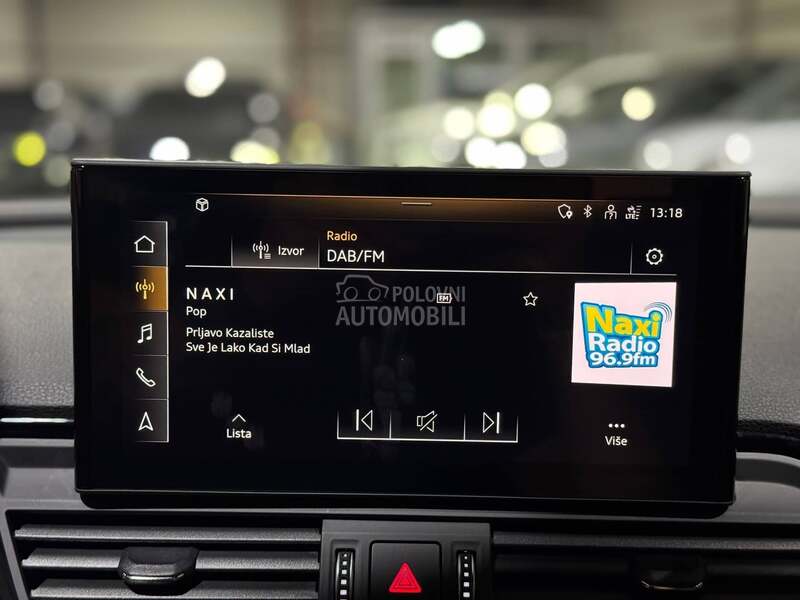 LTE
13:18
Izvor
Radio
DAB/FM
NAXI
FM
Pop
Prljavo Kazaliste
Sve Je Lako Kad Si Mlad
POLOVNI
AUTOMOBILI
Naxi
Radio
96.9fm
Lista
Više